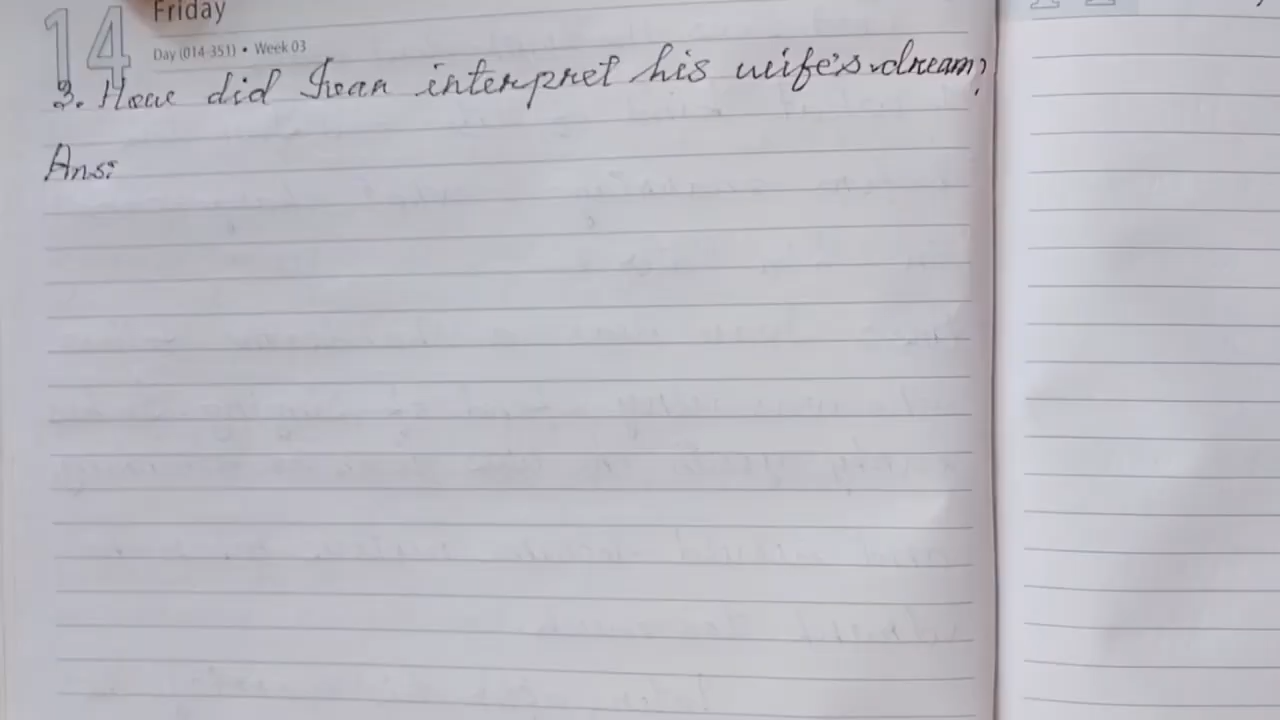 14
Friday
Day (014-351) • Week 03
3. How did Ivan interpret his wife's dream?
Ans: